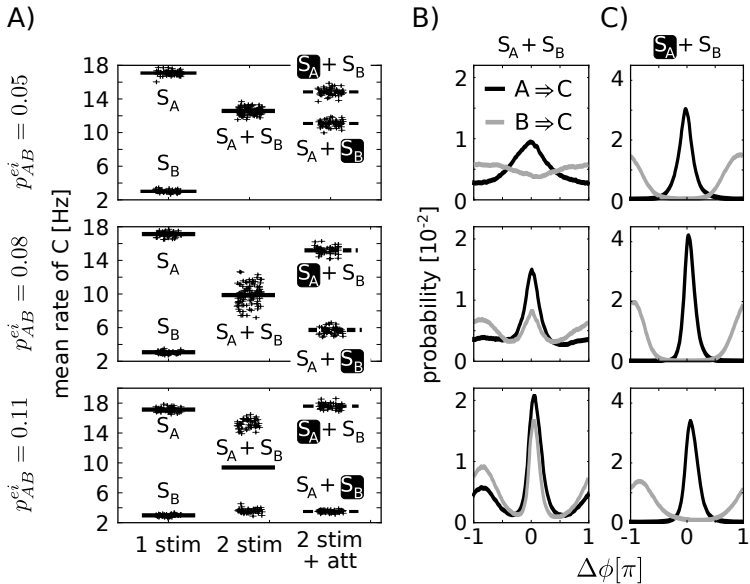 A)
B)
C)
S_A + S_B
S_A + S_B
p^{ei}_{AB} = 0.05
p^{ei}_{AB} = 0.08
p^{ei}_{AB} = 0.11
mean rate of C [Hz]
18
14
10
6
2
S_A
S_B
S_A + S_B
S_A + S_B
S_A + S_B
18
14
10
6
2
S_A
S_B
S_A + S_B
S_A + S_B
S_A + S_B
18
14
10
6
2
S_A
S_B
S_A + S_B
S_A + S_B
S_A + S_B
1 stim
2 stim
2 stim
+ att
probability [10^{-2}]
2
1
0
A ⇒ C
B ⇒ C
2
1
0
2
1
0
-1
0
1
4
2
0
4
2
0
4
2
0
-1
0
1
Δϕ[π]